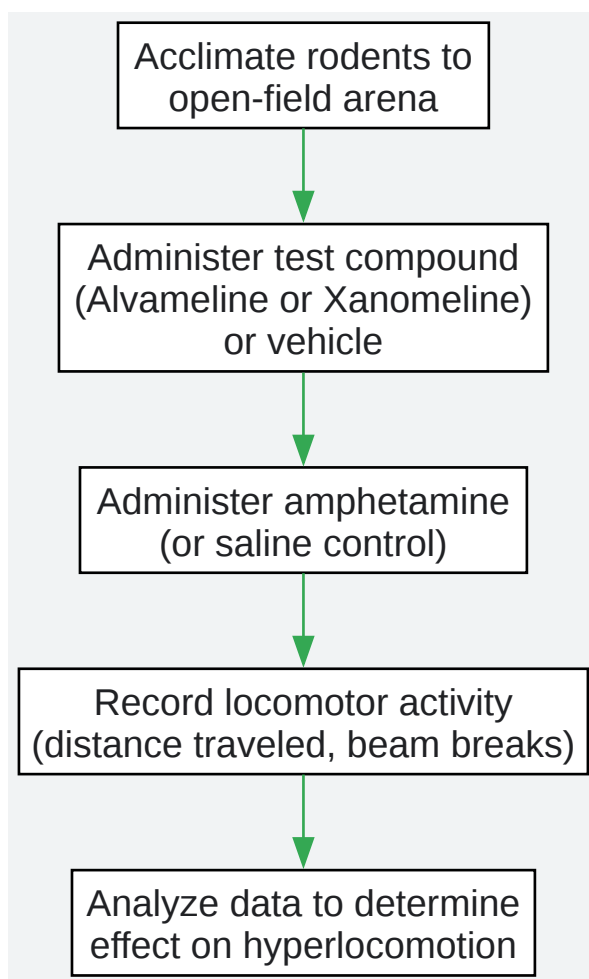 Acclimate rodents to
open-field arena
Administer test compound
(Alvameline or Xanomeline)
or vehicle
Administer amphetamine
(or saline control)
Record locomotor activity
(distance traveled, beam breaks)
Analyze data to determine
effect on hyperlocomotion